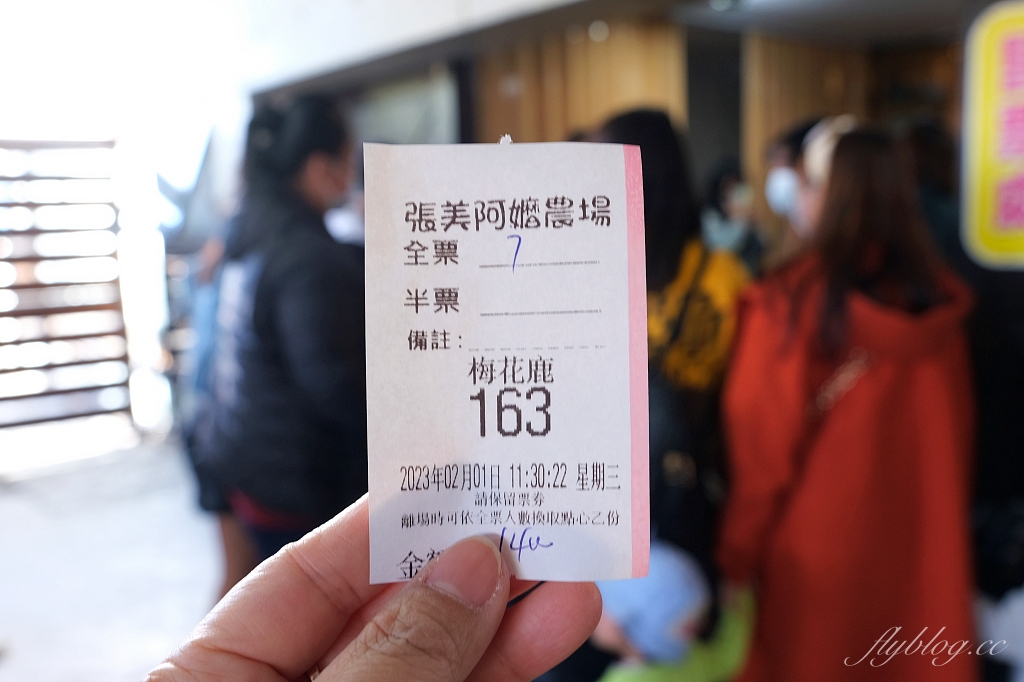 張美阿嬤農場
全票 7
半票
備註:
梅花鹿
163
2023年02月01日 11:30:22 星期三
請保留票券
離場時可依全票人數換取點心乙份
金
flyblog.cc